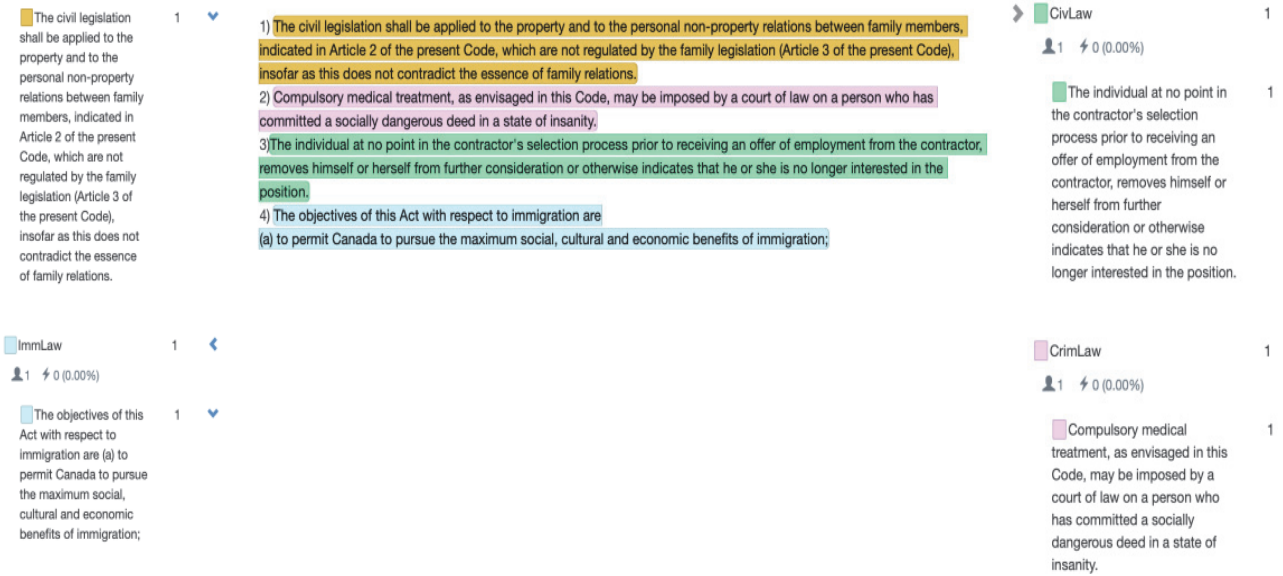 The civil legislation 1
shall be applied to the
property and to the
personal non-property
relations between family
members, indicated in
Article 2 of the present
Code, which are not
regulated by the family
legislation (Article 3 of
the present Code),
insofar as this does not
contradict the essence
of family relations.
ImmLaw 1
1 0 (0.00%)
The objectives of this 1
Act with respect to
immigration are (a) to
permit Canada to pursue
the maximum social,
cultural and economic
benefits of immigration;
1) The civil legislation shall be applied to the property and to the personal non-property relations between family members,
indicated in Article 2 of the present Code, which are not regulated by the family legislation (Article 3 of the present Code),
insofar as this does not contradict the essence of family relations.
2) Compulsory medical treatment, as envisaged in this Code, may be imposed by a court of law on a person who has
committed a socially dangerous deed in a state of insanity.
3)The individual at no point in the contractor's selection process prior to receiving an offer of employment from the contractor,
removes himself or herself from further consideration or otherwise indicates that he or she is no longer interested in the
position.
4) The objectives of this Act with respect to immigration are
(a) to permit Canada to pursue the maximum social, cultural and economic benefits of immigration;
CivLaw 1
1 0 (0.00%)
The individual at no point in 1
the contractor's selection
process prior to receiving an
offer of employment from the
contractor, removes himself or
herself from further
consideration or otherwise
indicates that he or she is no
longer interested in the position.
CrimLaw 1
1 0 (0.00%)
Compulsory medical 1
treatment, as envisaged in this
Code, may be imposed by a
court of law on a person who
has committed a socially
dangerous deed in a state of
insanity.